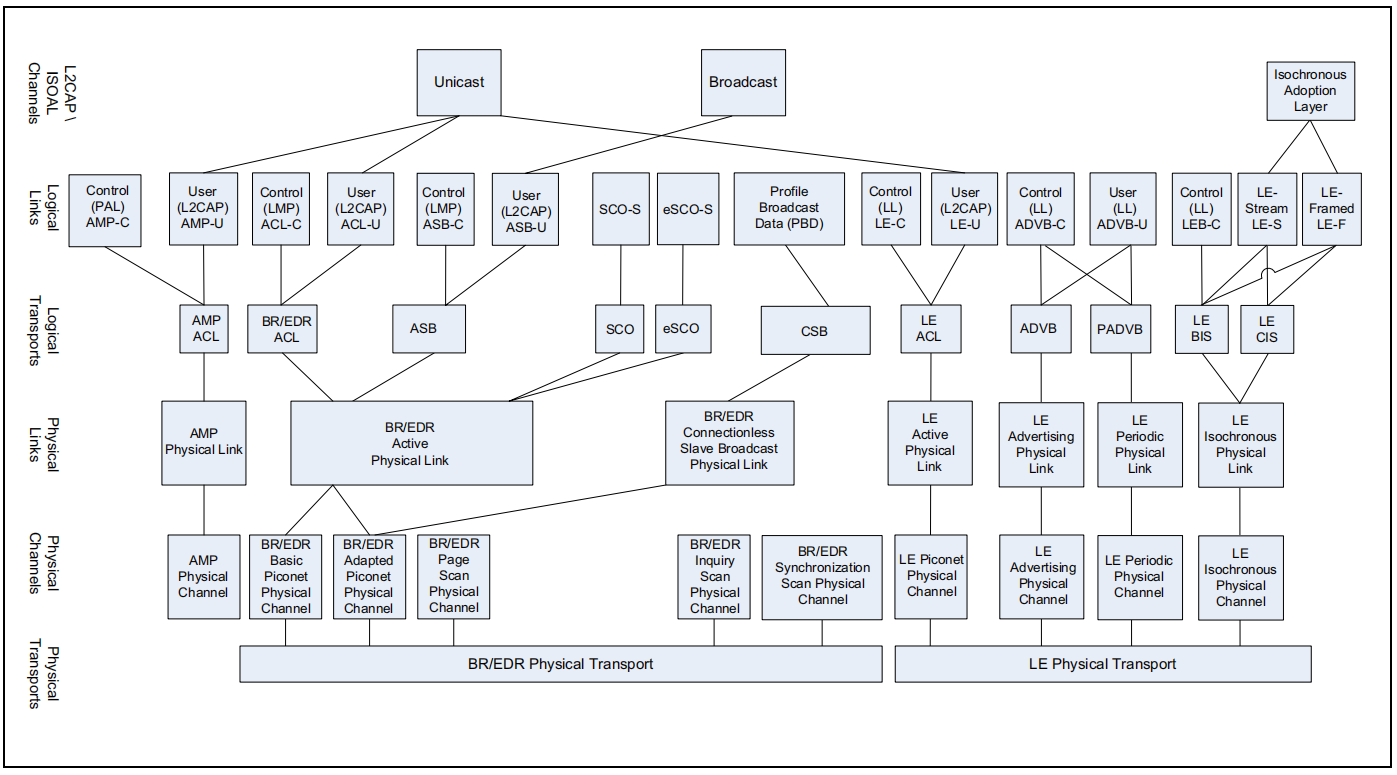 L2CAP \
ISOAL
Channels
Unicast
Broadcast
Isochronous
Adoption
Layer
Logical
Links
Control
(PAL)
AMP-C
User
(L2CAP)
AMP-U
Control
(LMP)
ACL-C
User
(L2CAP)
ACL-U
Control
(LMP)
ASB-C
User
(L2CAP)
ASB-U
SCO-S
eSCO-S
Profile
Broadcast
Data (PBD)
Control
(LL)
LE-C
User
(L2CAP)
LE-U
Control
(LL)
ADVB-C
User
(LL)
ADVB-U
Control
(LL)
LEB-C
LE-
Stream
LE-S
LE-
Framed
LE-F
Logical
Transports
AMP
ACL
BR/EDR
ACL
ASB
SCO
eSCO
CSB
LE
ACL
ADVB
PADVB
LE
BIS
LE
CIS
Physical
Links
AMP
Physical Link
BR/EDR
Active
Physical Link
BR/EDR
Connectionless
Slave Broadcast
Physical Link
LE
Active
Physical
Link
LE
Advertising
Physical
Link
LE
Periodic
Physical
Link
LE
Isochronous
Physical
Link
Physical
Channels
AMP
Physical
Channel
BR/EDR
Basic
Piconet
Physical
Channel
BR/EDR
Adapted
Piconet
Physical
Channel
BR/EDR
Page
Scan
Physical
Channel
BR/EDR
Inquiry
Scan
Physical
Channel
BR/EDR
Synchronization
Scan Physical
Channel
LE Piconet
Physical
Channel
LE
Advertising
Physical
Channel
LE Periodic
Physical
Channel
LE
Isochronous
Physical
Channel
Physical
Transports
BR/EDR Physical Transport
LE Physical Transport